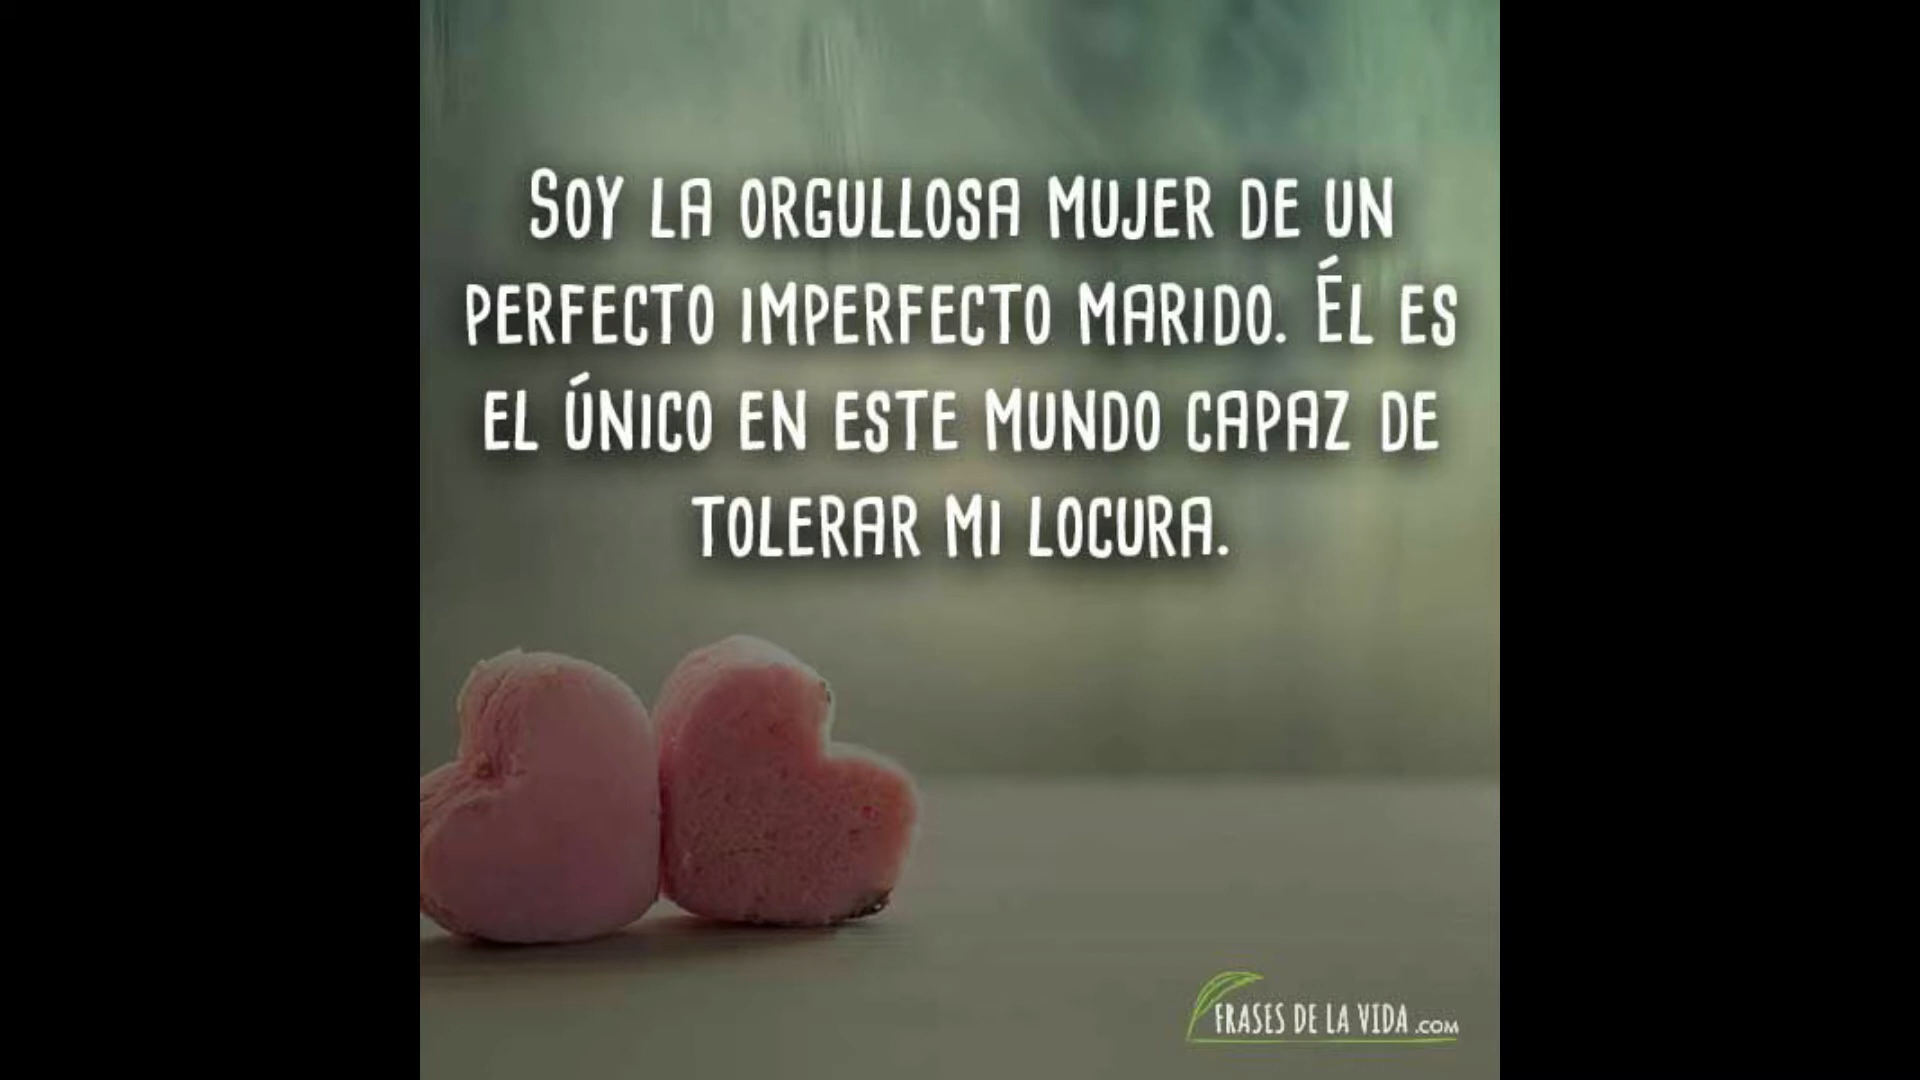 SOY LA ORGULLOSA MUJER DE UN
PERFECTO IMPERFECTO MARIDO. ÉL ES
EL ÚNICO EN ESTE MUNDO CAPAZ DE
TOLERAR MI LOCURA.
FRASES DE LA VIDA.COM